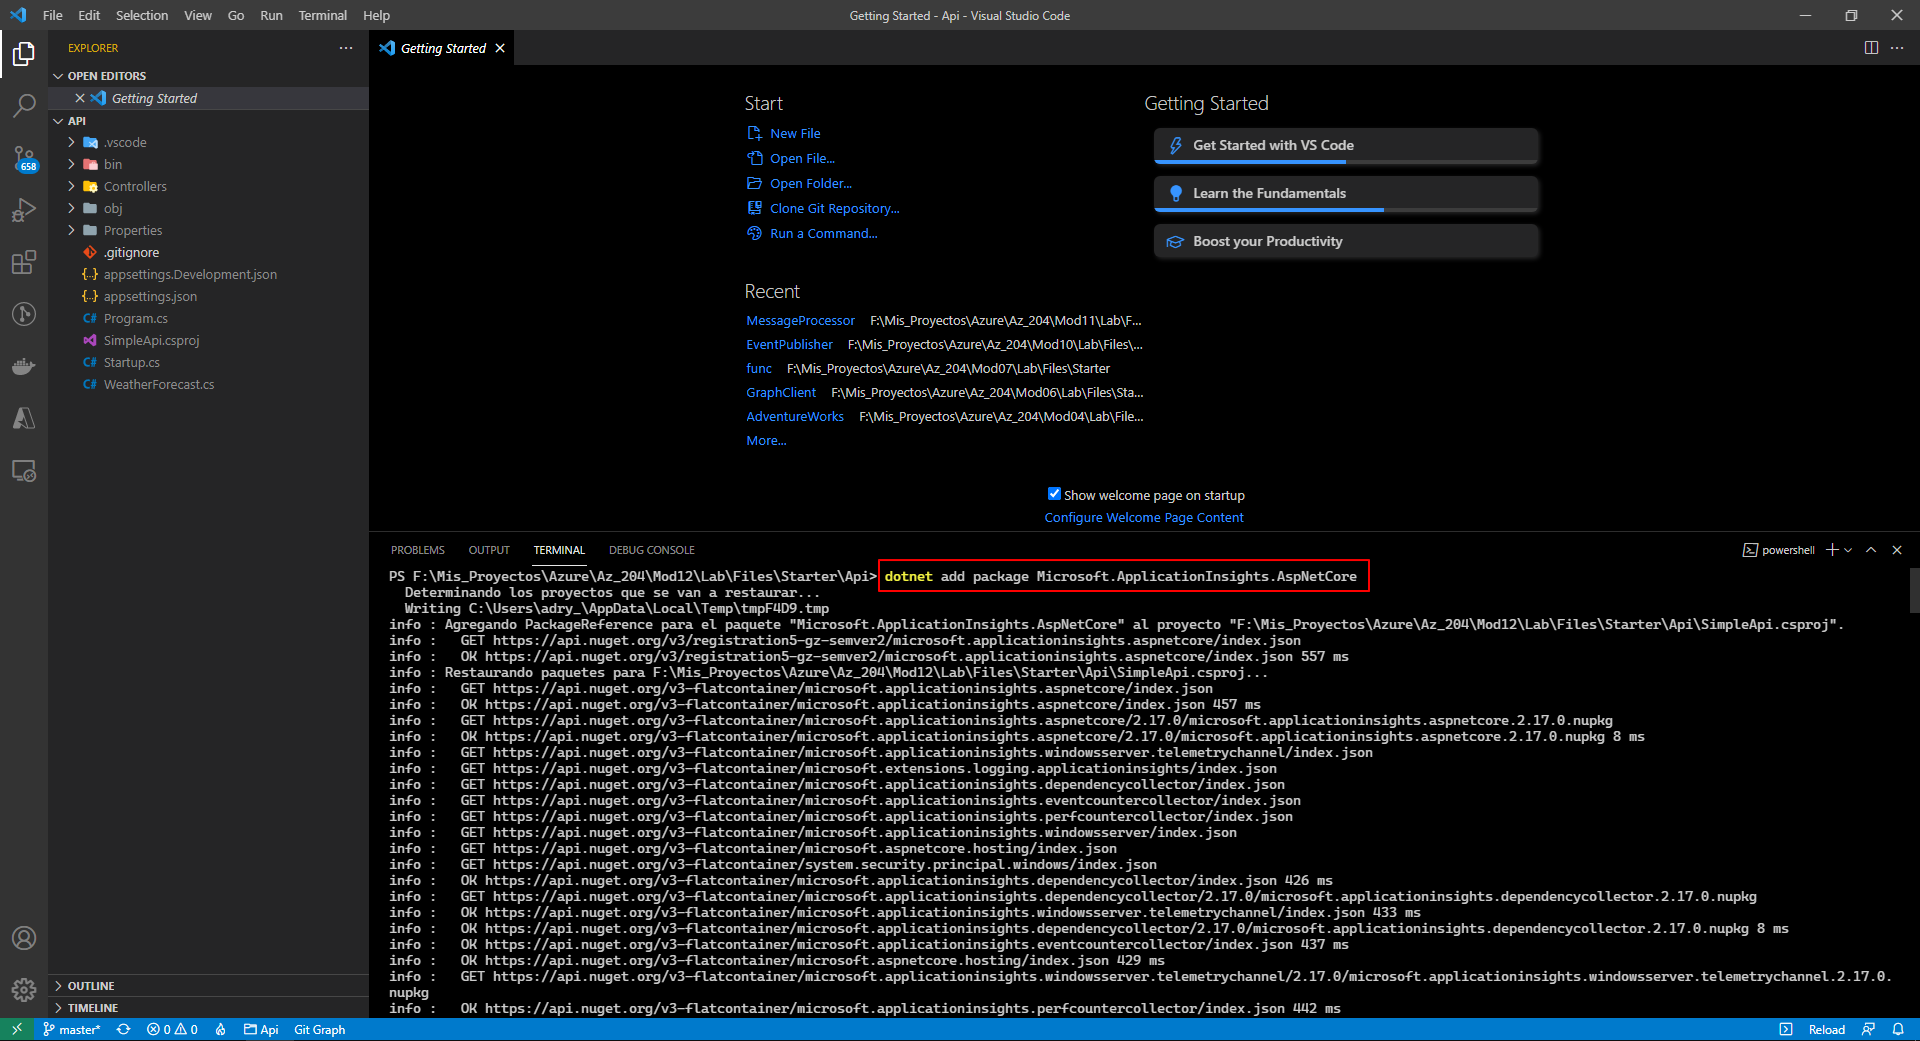 File Edit Selection View Go Run Terminal Help
Getting Started - Api - Visual Studio Code
EXPLORER
OPEN EDITORS
Getting Started
API
.vscode
bin
Controllers
obj
Properties
.gitignore
appsettings.Development.json
appsettings.json
Program.cs
SimpleApi.csproj
Startup.cs
WeatherForecast.cs
OUTLINE
TIMELINE
658
Getting Started
Start
New File
Open File...
Open Folder...
Clone Git Repository...
Run a Command...
Recent
MessageProcessor F:\Mis_Proyectos\Azure\Az_204\Mod11\Lab\F...
EventPublisher F:\Mis_Proyectos\Azure\Az_204\Mod10\Lab\Files\...
func F:\Mis_Proyectos\Azure\Az_204\Mod07\Lab\Files\Starter
GraphClient F:\Mis_Proyectos\Azure\Az_204\Mod06\Lab\Files\Sta...
AdventureWorks F:\Mis_Proyectos\Azure\Az_204\Mod04\Lab\File...
More...
Getting Started
Get Started with VS Code
Learn the Fundamentals
Boost your Productivity
Show welcome page on startup
Configure Welcome Page Content
PROBLEMS OUTPUT TERMINAL DEBUG CONSOLE
powershell
PS F:\Mis_Proyectos\Azure\Az_204\Mod12\Lab\Files\Starter\Api> dotnet add package Microsoft.ApplicationInsights.AspNetCore
Determinando los proyectos que se van a restaurar...
Writing C:\Users\adry_\AppData\Local\Temp\tmpF4D9.tmp
info : Agregando PackageReference para el paquete "Microsoft.ApplicationInsights.AspNetCore" al proyecto "F:\Mis_Proyectos\Azure\Az_204\Mod12\Lab\Files\Starter\Api\SimpleApi.csproj".
info :   GET https://api.nuget.org/v3/registration5-gz-semver2/microsoft.applicationinsights.aspnetcore/index.json
info :   OK https://api.nuget.org/v3/registration5-gz-semver2/microsoft.applicationinsights.aspnetcore/index.json 557 ms
info : Restaurando paquetes para F:\Mis_Proyectos\Azure\Az_204\Mod12\Lab\Files\Starter\Api\SimpleApi.csproj...
info :   GET https://api.nuget.org/v3-flatcontainer/microsoft.applicationinsights.aspnetcore/index.json
info :   OK https://api.nuget.org/v3-flatcontainer/microsoft.applicationinsights.aspnetcore/index.json 457 ms
info :   GET https://api.nuget.org/v3-flatcontainer/microsoft.applicationinsights.aspnetcore/2.17.0/microsoft.applicationinsights.aspnetcore.2.17.0.nupkg
info :   OK https://api.nuget.org/v3-flatcontainer/microsoft.applicationinsights.aspnetcore/2.17.0/microsoft.applicationinsights.aspnetcore.2.17.0.nupkg 8 ms
info :   GET https://api.nuget.org/v3-flatcontainer/microsoft.applicationinsights.windowsserver.telemetrychannel/index.json
info :   GET https://api.nuget.org/v3-flatcontainer/microsoft.extensions.logging.applicationinsights/index.json
info :   GET https://api.nuget.org/v3-flatcontainer/microsoft.applicationinsights.dependencycollector/index.json
info :   GET https://api.nuget.org/v3-flatcontainer/microsoft.applicationinsights.eventcountercollector/index.json
info :   GET https://api.nuget.org/v3-flatcontainer/microsoft.applicationinsights.perfcountercollector/index.json
info :   GET https://api.nuget.org/v3-flatcontainer/microsoft.applicationinsights.windowsserver/index.json
info :   GET https://api.nuget.org/v3-flatcontainer/microsoft.aspnetcore.hosting/index.json
info :   GET https://api.nuget.org/v3-flatcontainer/system.security.principal.windows/index.json
info :   OK https://api.nuget.org/v3-flatcontainer/microsoft.applicationinsights.dependencycollector/index.json 426 ms
info :   GET https://api.nuget.org/v3-flatcontainer/microsoft.applicationinsights.dependencycollector/2.17.0/microsoft.applicationinsights.dependencycollector.2.17.0.nupkg
info :   OK https://api.nuget.org/v3-flatcontainer/microsoft.applicationinsights.windowsserver.telemetrychannel/index.json 433 ms
info :   OK https://api.nuget.org/v3-flatcontainer/microsoft.applicationinsights.dependencycollector/2.17.0/microsoft.applicationinsights.dependencycollector.2.17.0.nupkg 8 ms
info :   OK https://api.nuget.org/v3-flatcontainer/microsoft.applicationinsights.eventcountercollector/index.json 437 ms
info :   OK https://api.nuget.org/v3-flatcontainer/microsoft.aspnetcore.hosting/index.json 429 ms
info :   GET https://api.nuget.org/v3-flatcontainer/microsoft.applicationinsights.windowsserver.telemetrychannel/2.17.0/microsoft.applicationinsights.windowsserver.telemetrychannel.2.17.0.
nupkg
info :   OK https://api.nuget.org/v3-flatcontainer/microsoft.applicationinsights.perfcountercollector/index.json 442 ms
master* 0 0 Api Git Graph Reload